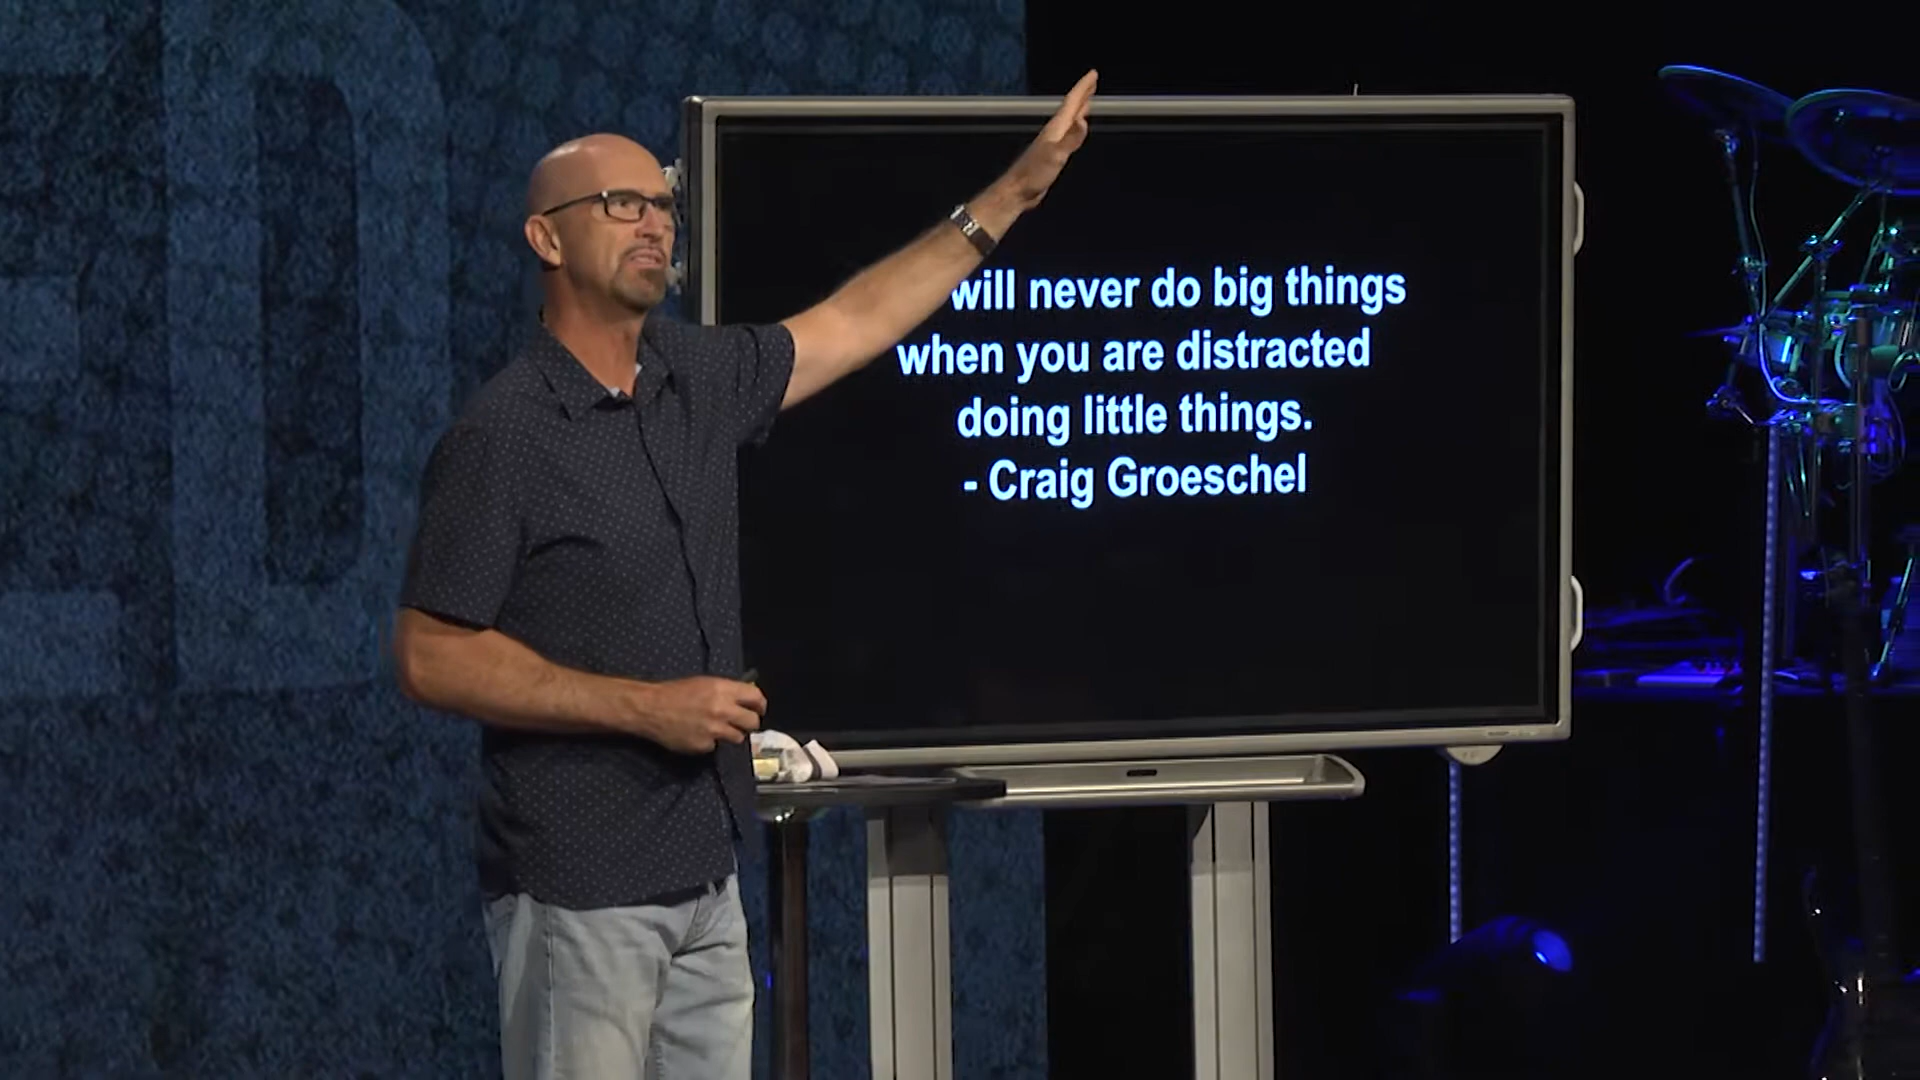 will never do big things
when you are distracted
doing little things.
- Craig Groeschel